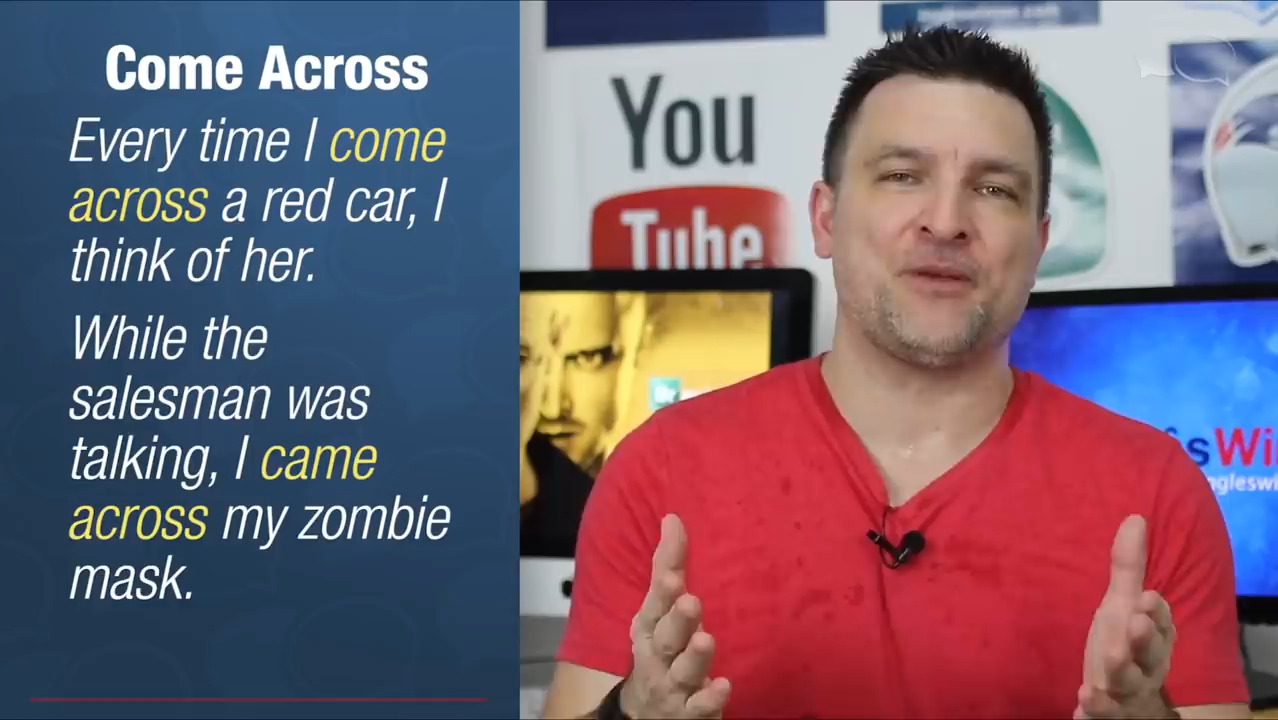 Come Across
Every time I come
across a red car, I
think of her.
While the
salesman was
talking, I came
across my zombie
mask.
You
Tube